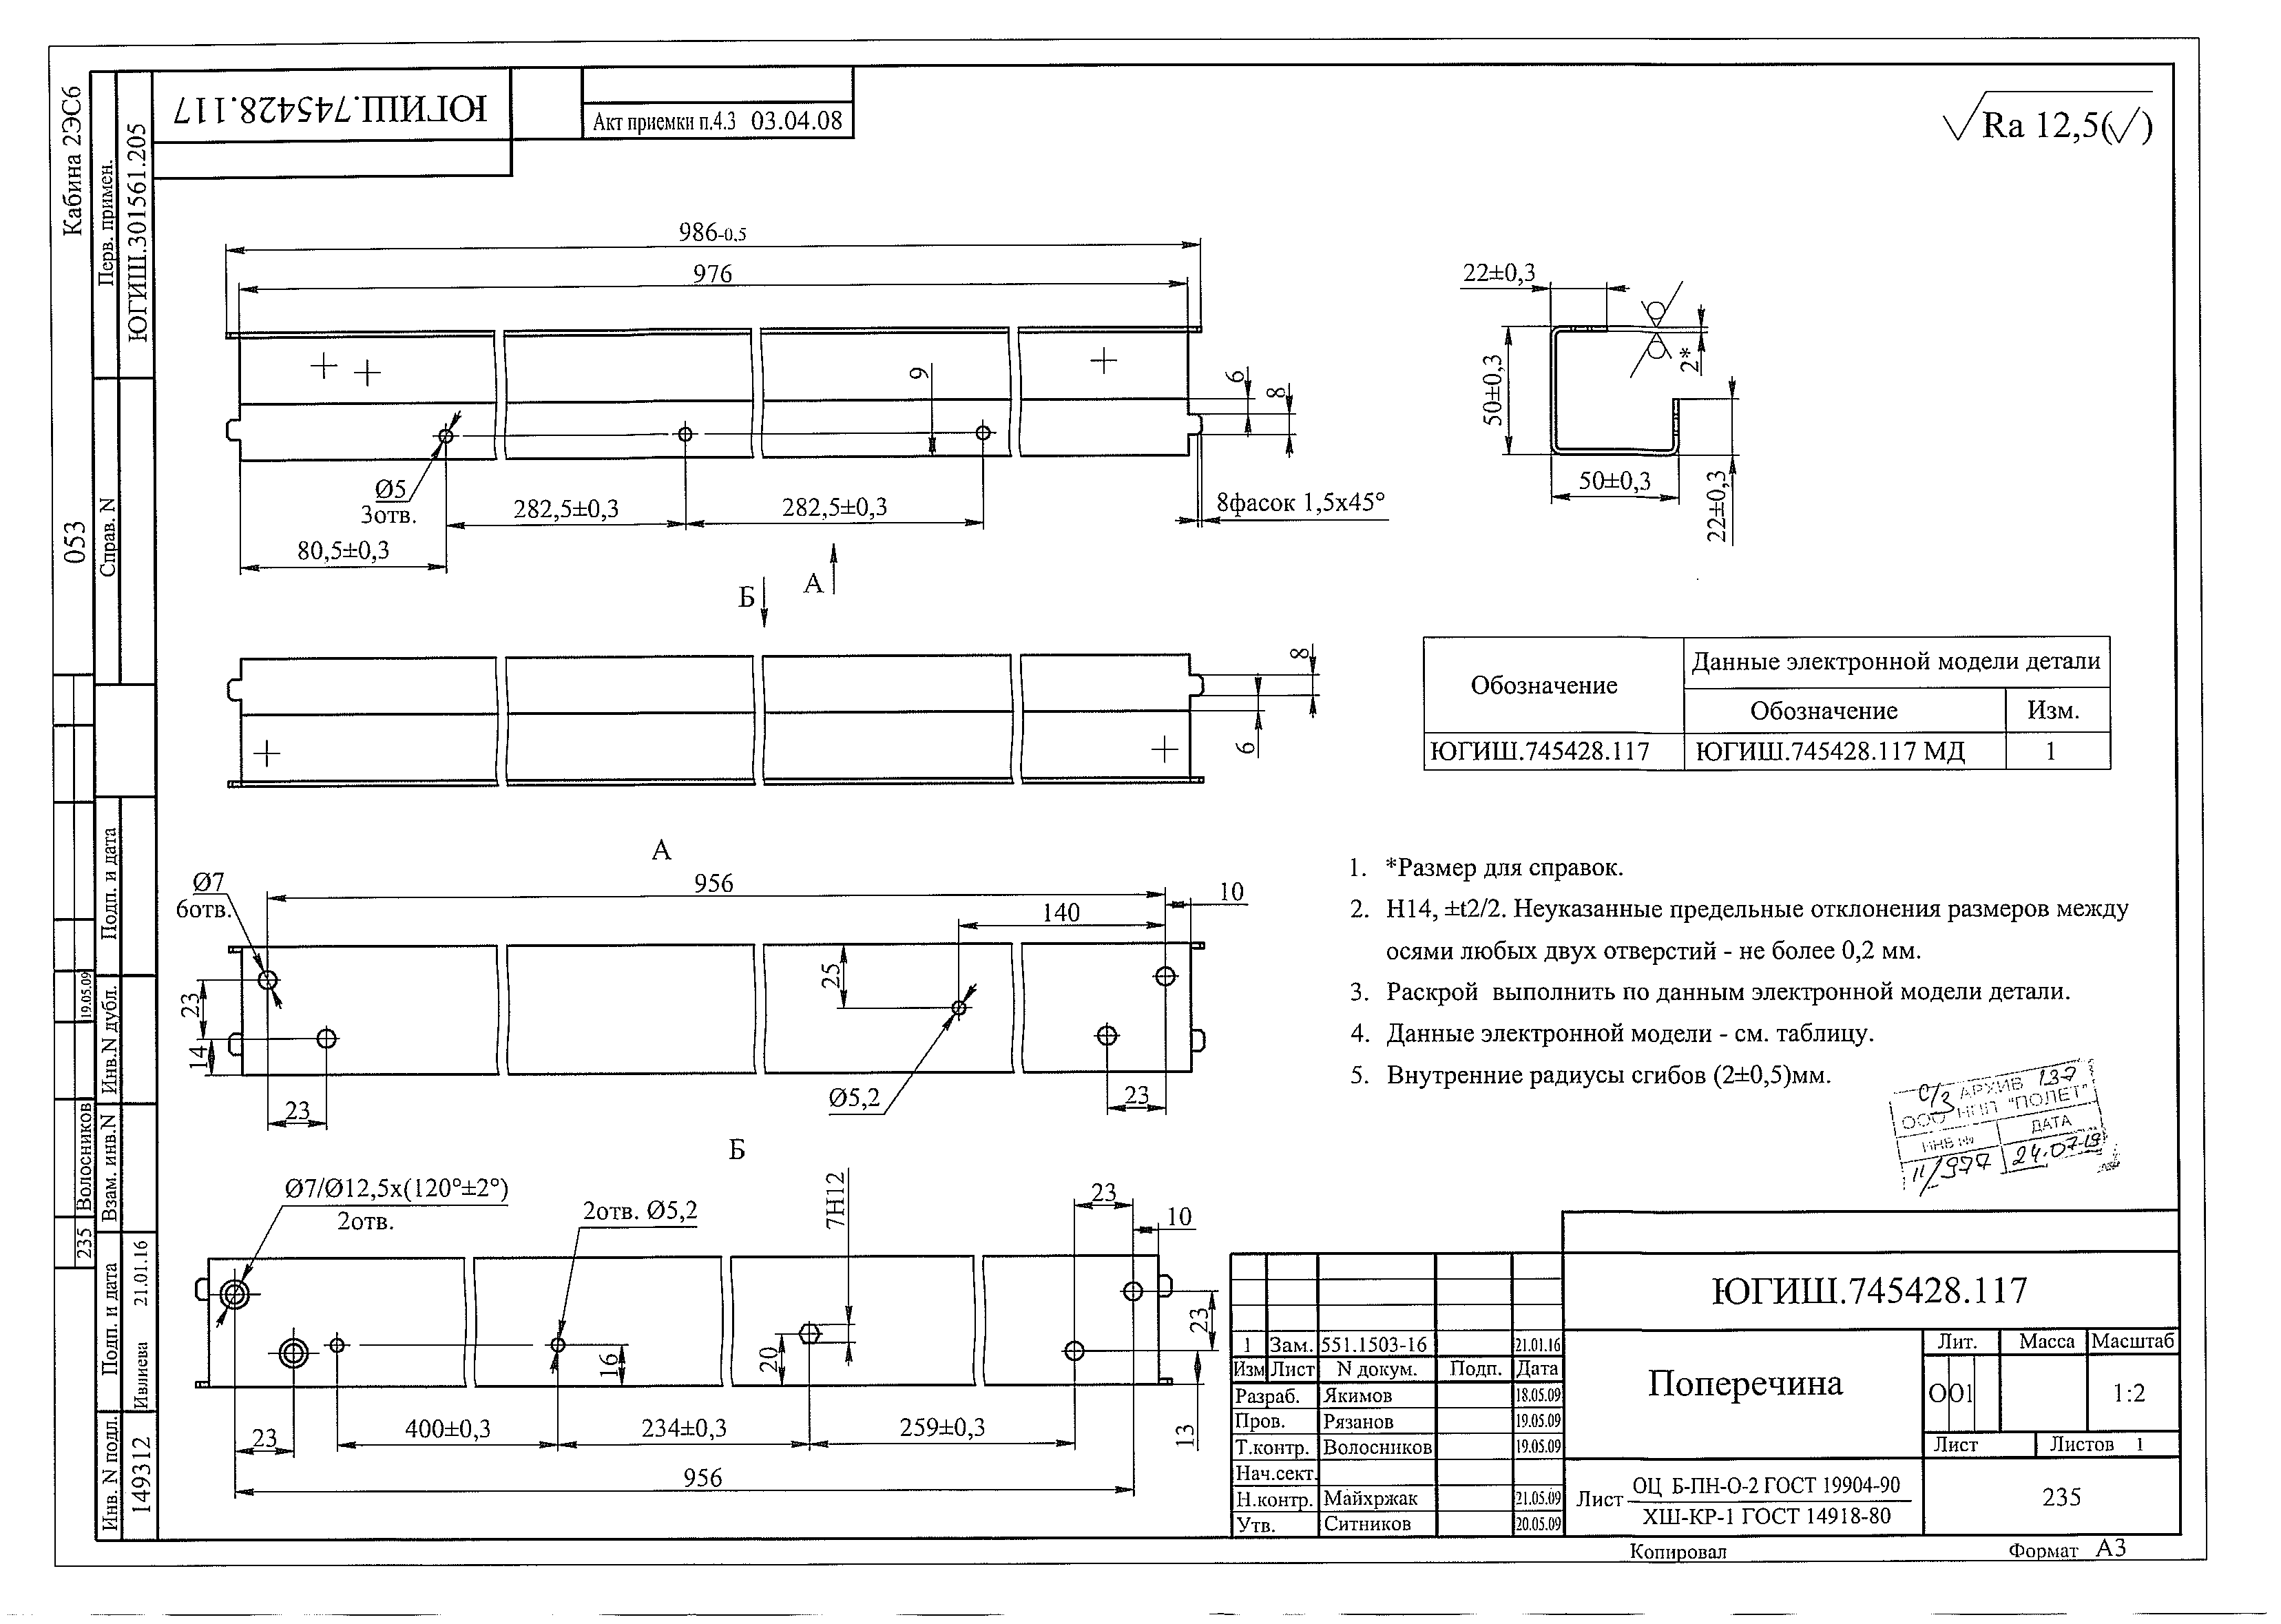 ЮГИШ.745428.117
Акт приемки п.4.3 03.04.08
Ra 12,5(√)
Кабина 2ЭС6
Перв. примен.
ЮГИШ.301561.205
053
Справ. N
Подп. и дата
Инв.N дубл.
19.05.09
Взам. инв.N
Волосников
235
Подп. и дата
Ивлиева 21.01.16
Инв. N подл.
149312
986-0,5
976
9
6
8
Ø5
3отв.
282,5±0,3
282,5±0,3
80,5±0,3
8фасок 1,5х45°
А
Б
22±0,3
50±0,3
2*
50±0,3
22±0,3
8
6
Обозначение
Данные электронной модели детали
Обозначение
Изм.
ЮГИШ.745428.117
ЮГИШ.745428.117 МД
1
А
Ø7
6отв.
956
10
140
25
23
14
23
Ø5,2
23
1. *Размер для справок.
2. Н14, ±t2/2. Неуказанные предельные отклонения размеров между
осями любых двух отверстий - не более 0,2 мм.
3. Раскрой выполнить по данным электронной модели детали.
4. Данные электронной модели - см. таблицу.
5. Внутренние радиусы сгибов (2±0,5)мм.
С/З АРХИВ 137
ООО НПП "ПОЛЕТ"
ИНВ № ДАТА
11/977 24.07.19
Б
Ø7/Ø12,5х(120°±2°)
2отв.
2отв. Ø5,2
7Н12
23
10
23
16
20
13
23
400±0,3
234±0,3
259±0,3
956
ЮГИШ.745428.117
1 Зам. 551.1503-16 21.01.16
Изм Лист N докум. Подп. Дата
Разраб. Якимов 18.05.09
Пров. Рязанов 19.05.09
Т.контр. Волосников 19.05.09
Нач.сект.
Н.контр. Майхржак 21.05.09
Утв. Ситников 20.05.09
Поперечина
Лит. Масса Масштаб
О О1 1:2
Лист Листов 1
Лист ОЦ Б-ПН-О-2 ГОСТ 19904-90
ХШ-КР-1 ГОСТ 14918-80
235
Копировал
Формат А3